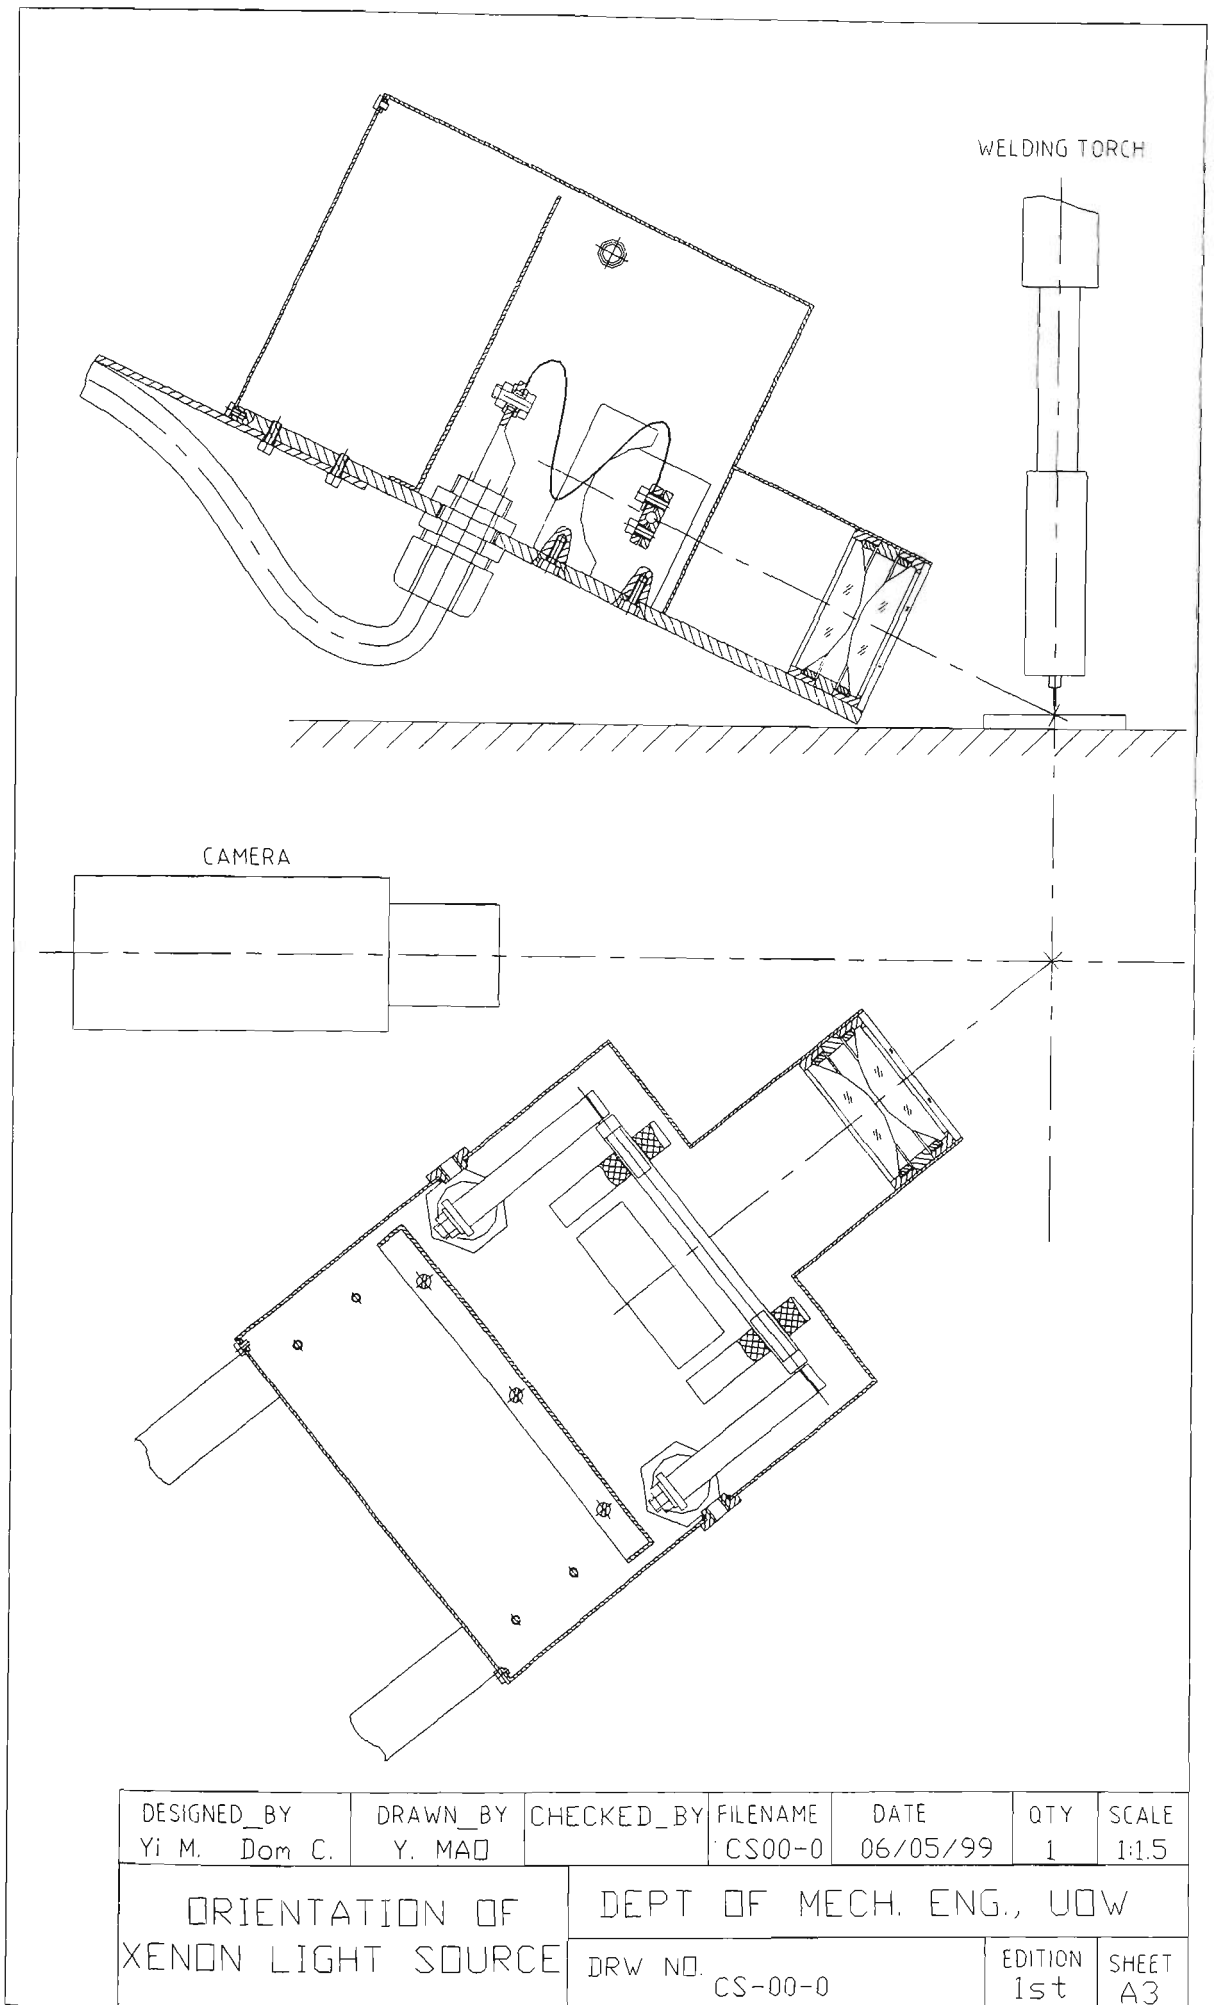 WELDING TORCH
CAMERA
DESIGNED_BY DRAWN_BY CHECKED_BY FILENAME DATE QTY SCALE
Yi M. Dom C. Y. MAO CS00-0 06/05/99 1 1:1.5
ORIENTATION OF
XENON LIGHT SOURCE
DEPT OF MECH. ENG., UOW
DRW NO. CS-00-0
EDITION
1st
SHEET
A3